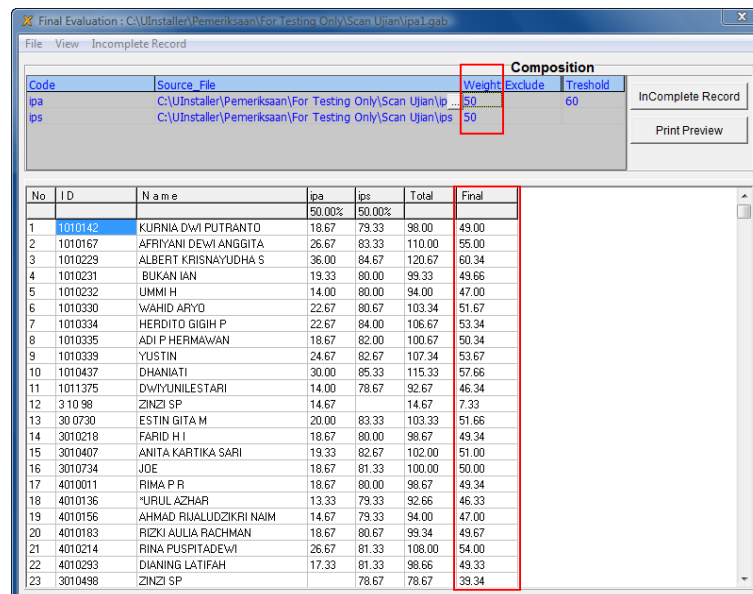 Final Evaluation : C:\UInstaller\Pemeriksaan\For Testing Only\Scan Ujian\ipa1.gab
File View Incomplete Record
Composition
Code Source_File Weight Exclude Treshold
ipa C:\UInstaller\Pemeriksaan\For Testing Only\Scan Ujian\ip ... 50 60
ips C:\UInstaller\Pemeriksaan\For Testing Only\Scan Ujian\ips 50
InComplete Record
Print Preview
No I D N a m e ipa ips Total Final
50.00% 50.00%
1 1010142 KURNIA DWI PUTRANTO 18.67 79.33 98.00 49.00
2 1010167 AFRIYANI DEWI ANGGITA 26.67 83.33 110.00 55.00
3 1010229 ALBERT KRISNAYUDHA S 36.00 84.67 120.67 60.34
4 1010231 BUKAN IAN 19.33 80.00 99.33 49.66
5 1010232 UMMI H 14.00 80.00 94.00 47.00
6 1010330 WAHID ARYO 22.67 80.67 103.34 51.67
7 1010334 HERDITO GIGIH P 22.67 84.00 106.67 53.34
8 1010335 ADI P HERMAWAN 18.67 82.00 100.67 50.34
9 1010339 YUSTIN 24.67 82.67 107.34 53.67
10 1010437 DHANIATI 30.00 85.33 115.33 57.66
11 1011375 DWIYUNILESTARI 14.00 78.67 92.67 46.34
12 3 10 98 ZINZI SP 14.67 14.67 7.33
13 30 0730 ESTIN GITA M 20.00 83.33 103.33 51.66
14 3010218 FARID H I 18.67 80.00 98.67 49.34
15 3010407 ANITA KARTIKA SARI 19.33 82.67 102.00 51.00
16 3010734 JOE 18.67 81.33 100.00 50.00
17 4010011 RIMA P R 18.67 80.00 98.67 49.34
18 4010136 *URUL AZHAR 13.33 79.33 92.66 46.33
19 4010156 AHMAD RIJALUDZIKRI NAIM 14.67 79.33 94.00 47.00
20 4010183 RIZKI AULIA RACHMAN 18.67 80.67 99.34 49.67
21 4010214 RINA PUSPITADEWI 26.67 81.33 108.00 54.00
22 4010293 DIANING LATIFAH 17.33 81.33 98.66 49.33
23 3010498 ZINZI SP 78.67 78.67 39.34